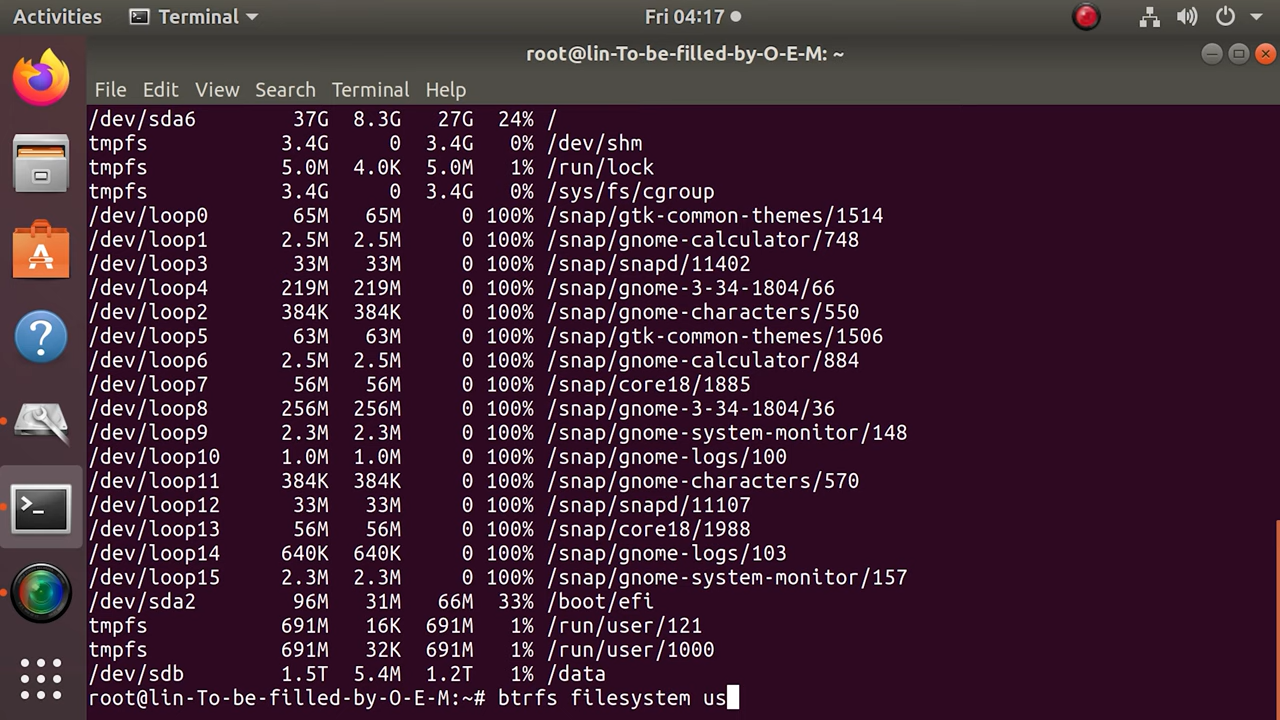 Activities Terminal Fri 04:17
root@lin-To-be-filled-by-O-E-M: ~
File Edit View Search Terminal Help
/dev/sda6 37G 8.3G 27G 24% /
tmpfs 3.4G 0 3.4G 0% /dev/shm
tmpfs 5.0M 4.0K 5.0M 1% /run/lock
tmpfs 3.4G 0 3.4G 0% /sys/fs/cgroup
/dev/loop0 65M 65M 0 100% /snap/gtk-common-themes/1514
/dev/loop1 2.5M 2.5M 0 100% /snap/gnome-calculator/748
/dev/loop3 33M 33M 0 100% /snap/snapd/11402
/dev/loop4 219M 219M 0 100% /snap/gnome-3-34-1804/66
/dev/loop2 384K 384K 0 100% /snap/gnome-characters/550
/dev/loop5 63M 63M 0 100% /snap/gtk-common-themes/1506
/dev/loop6 2.5M 2.5M 0 100% /snap/gnome-calculator/884
/dev/loop7 56M 56M 0 100% /snap/core18/1885
/dev/loop8 256M 256M 0 100% /snap/gnome-3-34-1804/36
/dev/loop9 2.3M 2.3M 0 100% /snap/gnome-system-monitor/148
/dev/loop10 1.0M 1.0M 0 100% /snap/gnome-logs/100
/dev/loop11 384K 384K 0 100% /snap/gnome-characters/570
/dev/loop12 33M 33M 0 100% /snap/snapd/11107
/dev/loop13 56M 56M 0 100% /snap/core18/1988
/dev/loop14 640K 640K 0 100% /snap/gnome-logs/103
/dev/loop15 2.3M 2.3M 0 100% /snap/gnome-system-monitor/157
/dev/sda2 96M 31M 66M 33% /boot/efi
tmpfs 691M 16K 691M 1% /run/user/121
tmpfs 691M 32K 691M 1% /run/user/1000
/dev/sdb 1.5T 5.4M 1.2T 1% /data
root@lin-To-be-filled-by-O-E-M:~# btrfs filesystem us